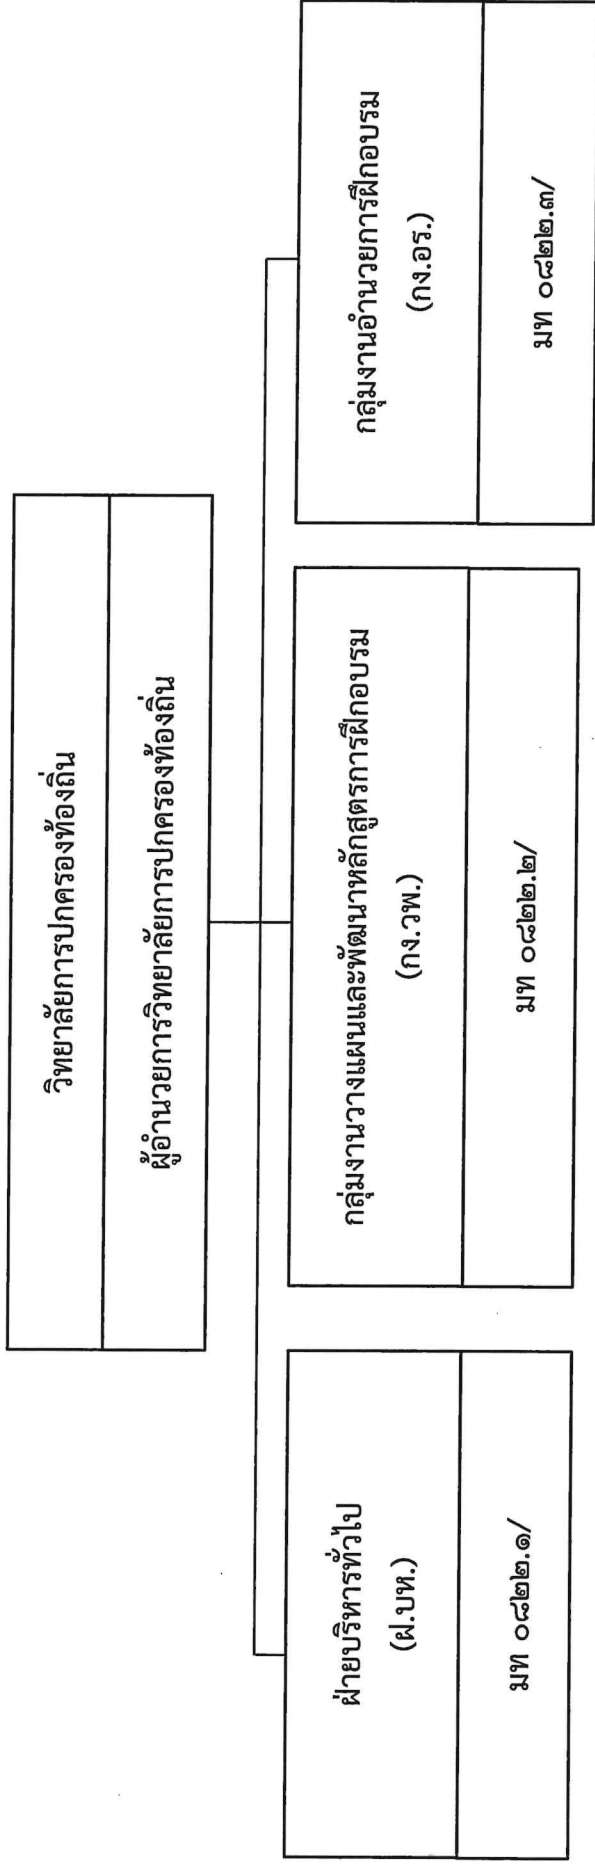 วิทยาลัยการปกครองท้องถิ่น
ผู้อำนวยการวิทยาลัยการปกครองท้องถิ่น
ฝ่ายบริหารทั่วไป
(ฝ.บห.)
มท ๐๘๒๒.๑/
กลุ่มงานวางแผนและพัฒนาหลักสูตรการฝึกอบรม
(กง.วพ.)
มท ๐๘๒๒.๒/
กลุ่มงานอำนวยการฝึกอบรม
(กง.อร.)
มท ๐๘๒๒.๓/